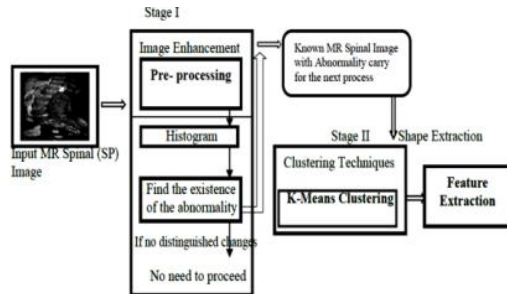 Stage I
Image Enhancement
Pre- processing
Histogram
Find the existence
of the abnormality
If no distinguished changes
No need to proceed
Input MR Spinal (SP)
Image
Known MR Spinal Image
with Abnormality carry
for the next process
Stage II
Shape Extraction
Clustering Techniques
K-Means Clustering
Feature
Extraction